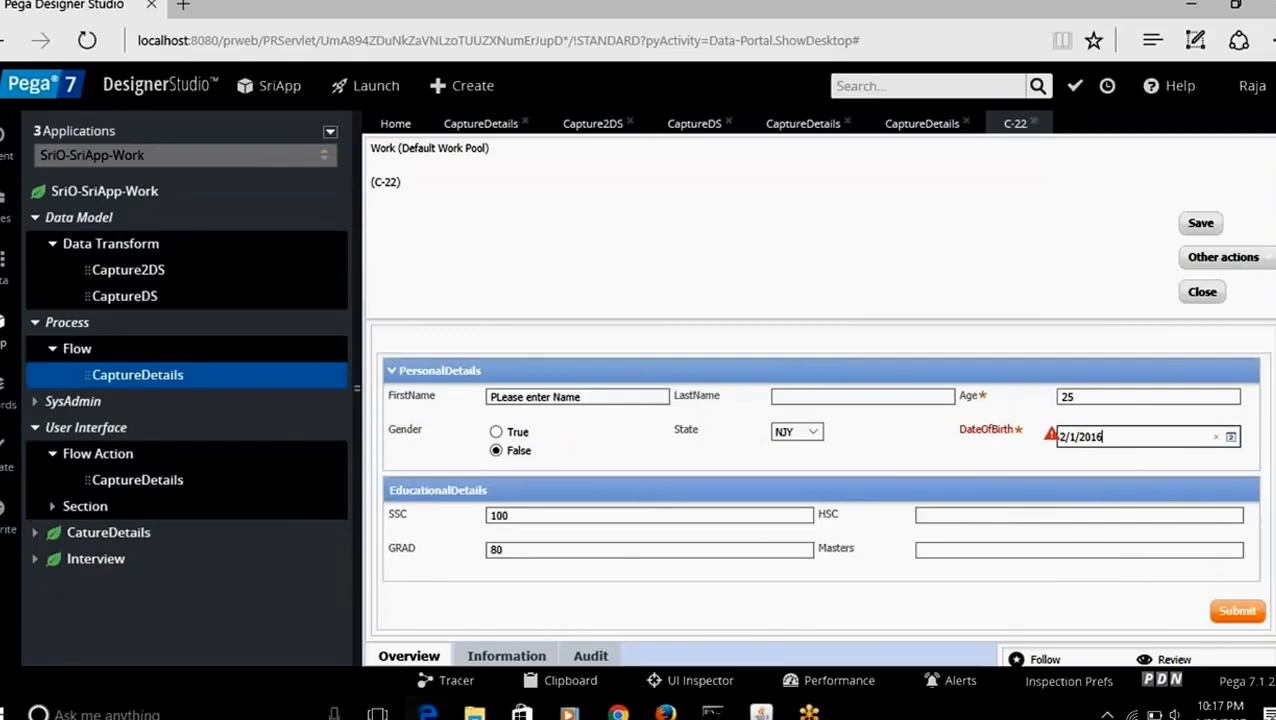 Pega Designer Studio
localhost:8080/prweb/PRServlet/UmA894ZDuNkZaVNLzoTUUZXNumErJupD*/!STANDARD?pyActivity=Data-Portal.ShowDesktop#
Pega 7 DesignerStudio™ SriApp Launch Create Search... Help Raja
3 Applications
SriO-SriApp-Work
SriO-SriApp-Work
Data Model
Data Transform
Capture2DS
CaptureDS
Process
Flow
CaptureDetails
SysAdmin
User Interface
Flow Action
CaptureDetails
Section
CatureDetails
Interview
Home CaptureDetails Capture2DS CaptureDS CaptureDetails CaptureDetails C-22
Work (Default Work Pool)
(C-22)
Save
Other actions
Close
PersonalDetails
FirstName PLease enter Name LastName Age* 25
Gender True State NJY DateOfBirth* 2/1/2016
False
EducationalDetails
SSC 100 HSC
GRAD 80 Masters
Submit
Overview Information Audit Follow Review
Tracer Clipboard UI Inspector Performance Alerts Inspection Prefs PDN Pega 7.1.2
Ask me anything 10:17 PM